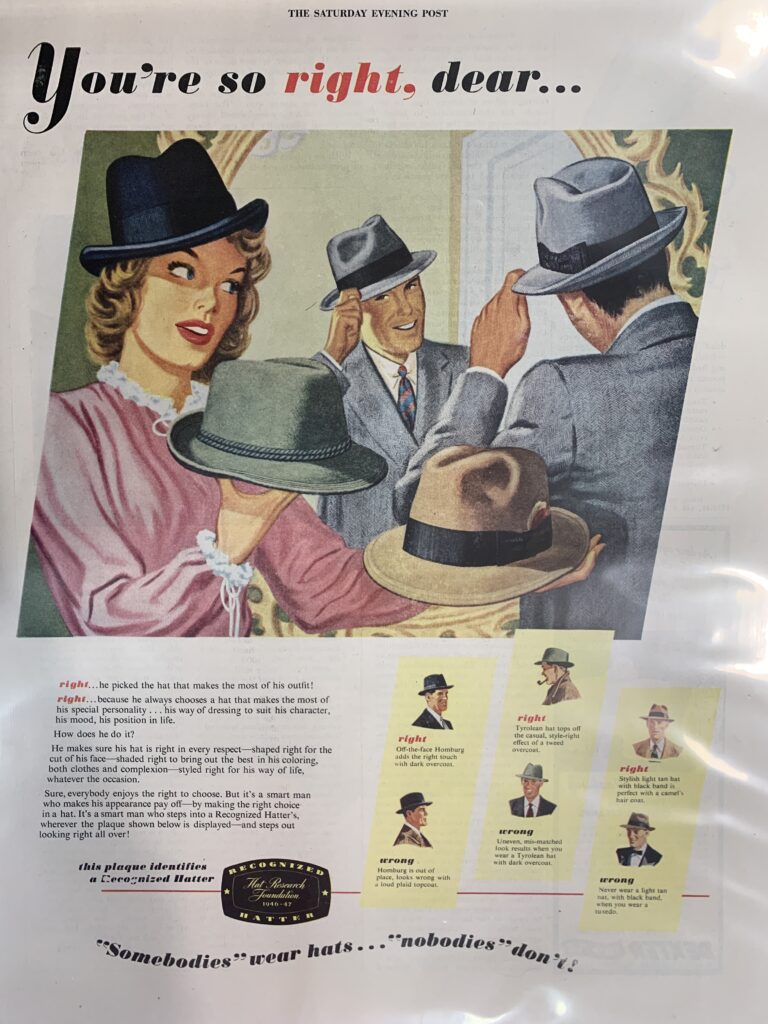 THE SATURDAY EVENING POST
You're so right, dear...
right...he picked the hat that makes the most of his outfit!
right...because he always chooses a hat that makes the most of
his special personality . . . his way of dressing to suit his character,
his mood, his position in life.
How does he do it?
He makes sure his hat is right in every respect—shaped right for the
cut of his face—shaded right to bring out the best in his coloring,
both clothes and complexion—styled right for his way of life,
whatever the occasion.
Sure, everybody enjoys the right to choose. But it's a smart man
who makes his appearance pay off—by making the right choice
in a hat. It's a smart man who steps into a Recognized Hatter's,
wherever the plaque shown below is displayed—and steps out
looking right all over!
right
Off-the-face Homburg
adds the right touch
with dark overcoat.
wrong
Homburg is out of
place, looks wrong with
a loud plaid topcoat.
right
Tyrolean hat tops off
the casual, style-right
effect of a tweed
overcoat.
wrong
Uneven, mis-matched
look results when you
wear a Tyrolean hat
with dark overcoat.
right
Stylish light tan hat
with black band is
perfect with a camel's
hair coat.
wrong
Never wear a light tan
hat, with black band,
when you wear a
tuxedo.
this plaque identifies
a Recognized Hatter
RECOGNIZED
Hat Research
Foundation
1946-47
HATTER
"Somebodies" wear hats..."nobodies" don't!